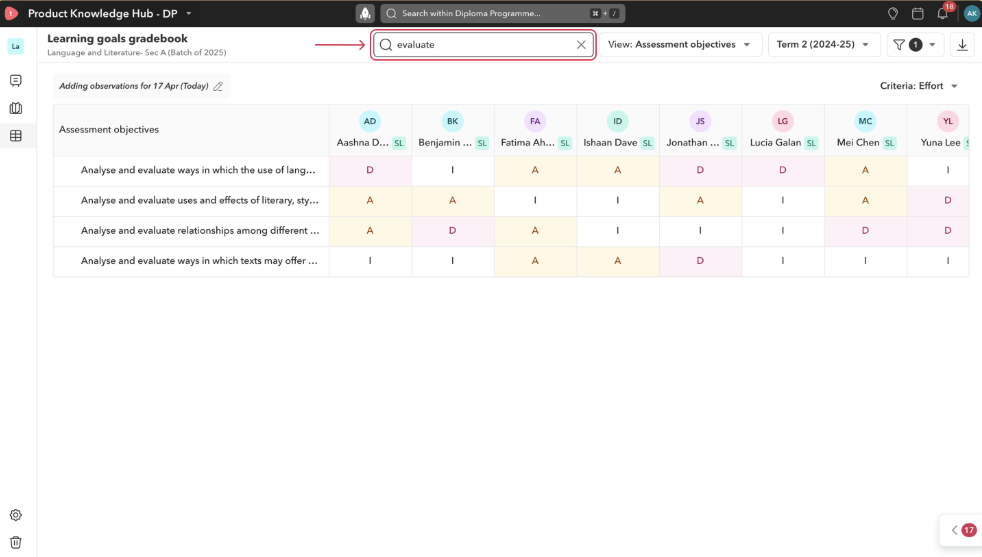 Product Knowledge Hub - DP
Search within Diploma Programme... ⌘ + /
18
AK
La
Learning goals gradebook
Language and Literature- Sec A (Batch of 2025)
evaluate
View: Assessment objectives
Term 2 (2024-25)
1
Adding observations for 17 Apr (Today)
Criteria: Effort
Assessment objectives
AD BK FA ID JS LG MC YL
Aashna D... SL Benjamin ... SL Fatima Ah... SL Ishaan Dave SL Jonathan ... SL Lucia Galan SL Mei Chen SL Yuna Lee
Analyse and evaluate ways in which the use of lang... D I A A D D A I
Analyse and evaluate uses and effects of literary, sty... A A I I A I A D
Analyse and evaluate relationships among different ... A D A I I I D D
Analyse and evaluate ways in which texts may offer ... I I A A D I I I
17